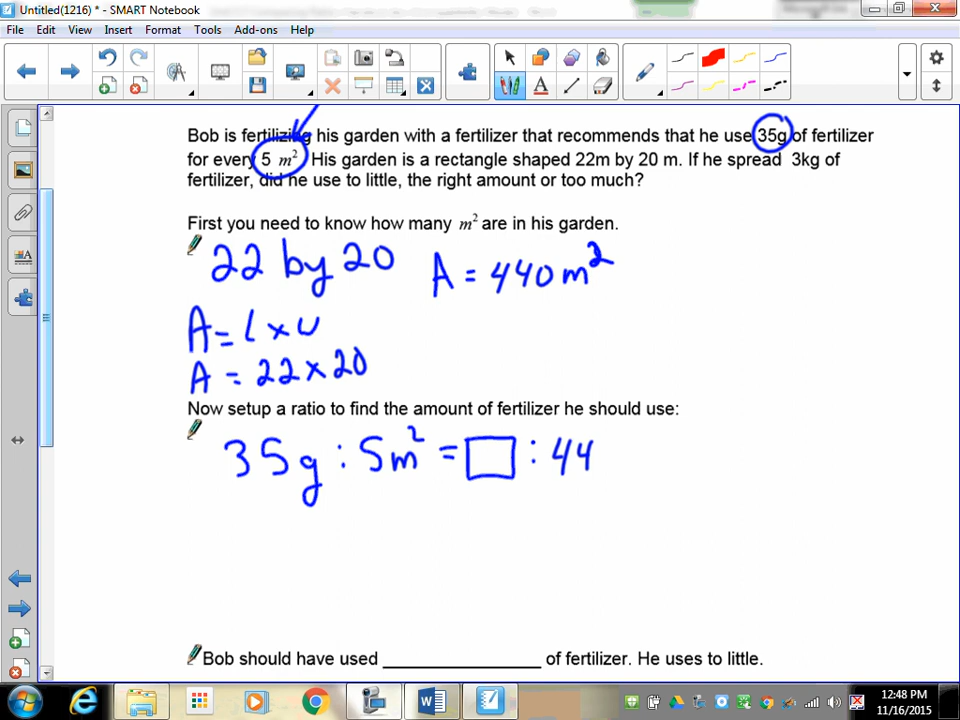 Untitled(1216) * - SMART Notebook
File Edit View Insert Format Tools Add-ons Help
Bob is fertilizing his garden with a fertilizer that recommends that he use 35g of fertilizer
for every 5 m² His garden is a rectangle shaped 22m by 20 m. If he spread 3kg of
fertilizer, did he use to little, the right amount or too much?
First you need to know how many m² are in his garden.
22 by 20 A = 440 m²
A = L x W
A = 22 x 20
Now setup a ratio to find the amount of fertilizer he should use:
35g : 5m² = □ : 44
Bob should have used _______________ of fertilizer. He uses to little.
12:48 PM
11/16/2015